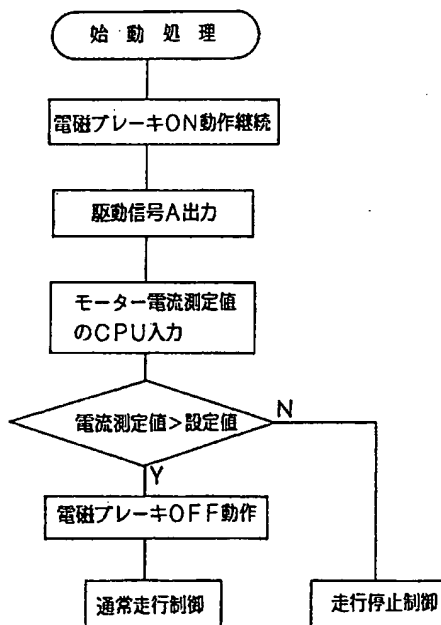 始動処理
電磁ブレーキON動作継続
駆動信号A出力
モーター電流測定値
のCPU入力
電流測定値>設定値
N
Y
電磁ブレーキOFF動作
通常走行制御
走行停止制御